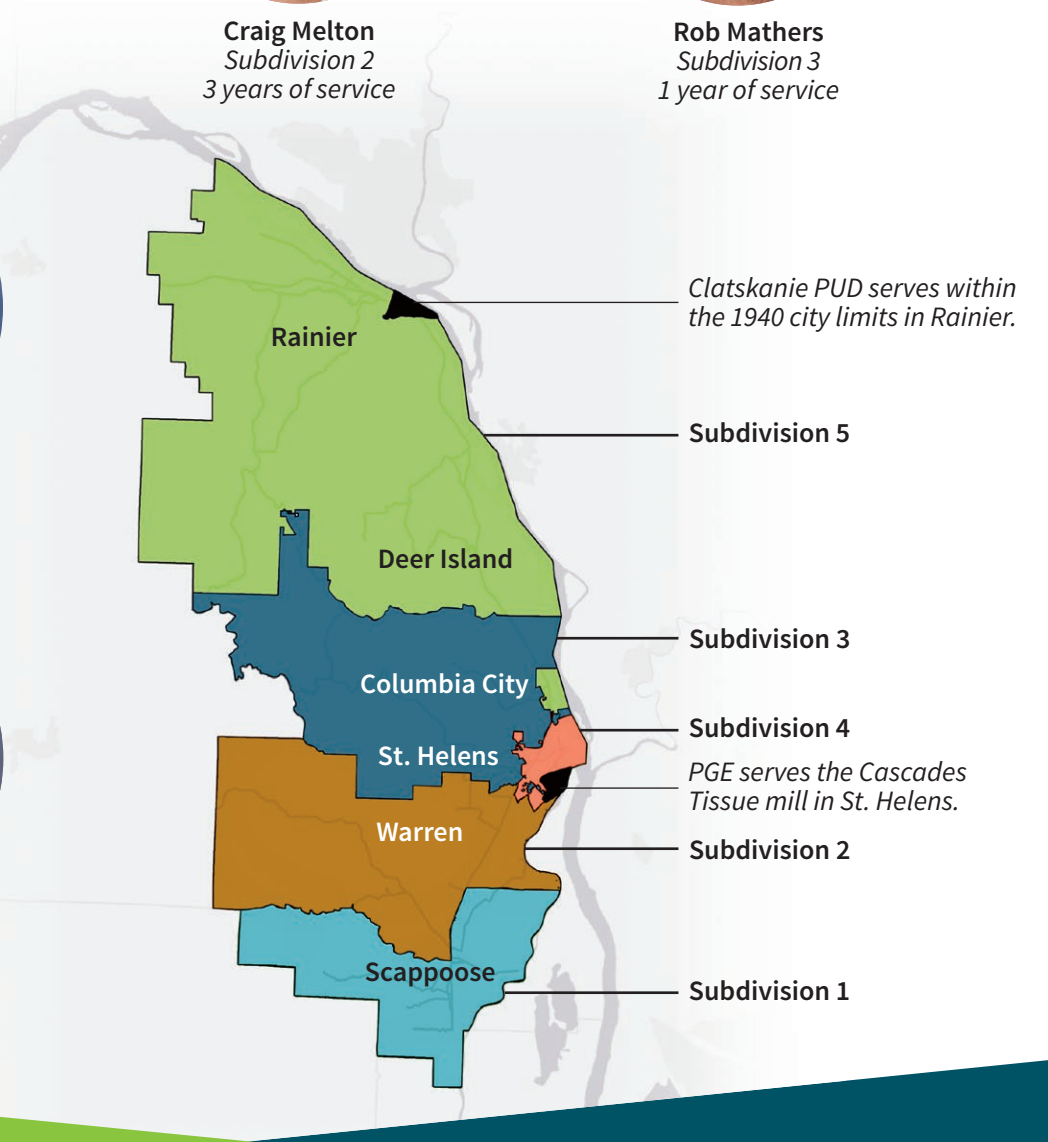 Craig Melton
Subdivision 2
3 years of service
Rob Mathers
Subdivision 3
1 year of service
Clatskanie PUD serves within
the 1940 city limits in Rainier.
Rainier
Subdivision 5
Deer Island
Subdivision 3
Columbia City
Subdivision 4
St. Helens
PGE serves the Cascades
Tissue mill in St. Helens.
Warren
Subdivision 2
Scappoose
Subdivision 1